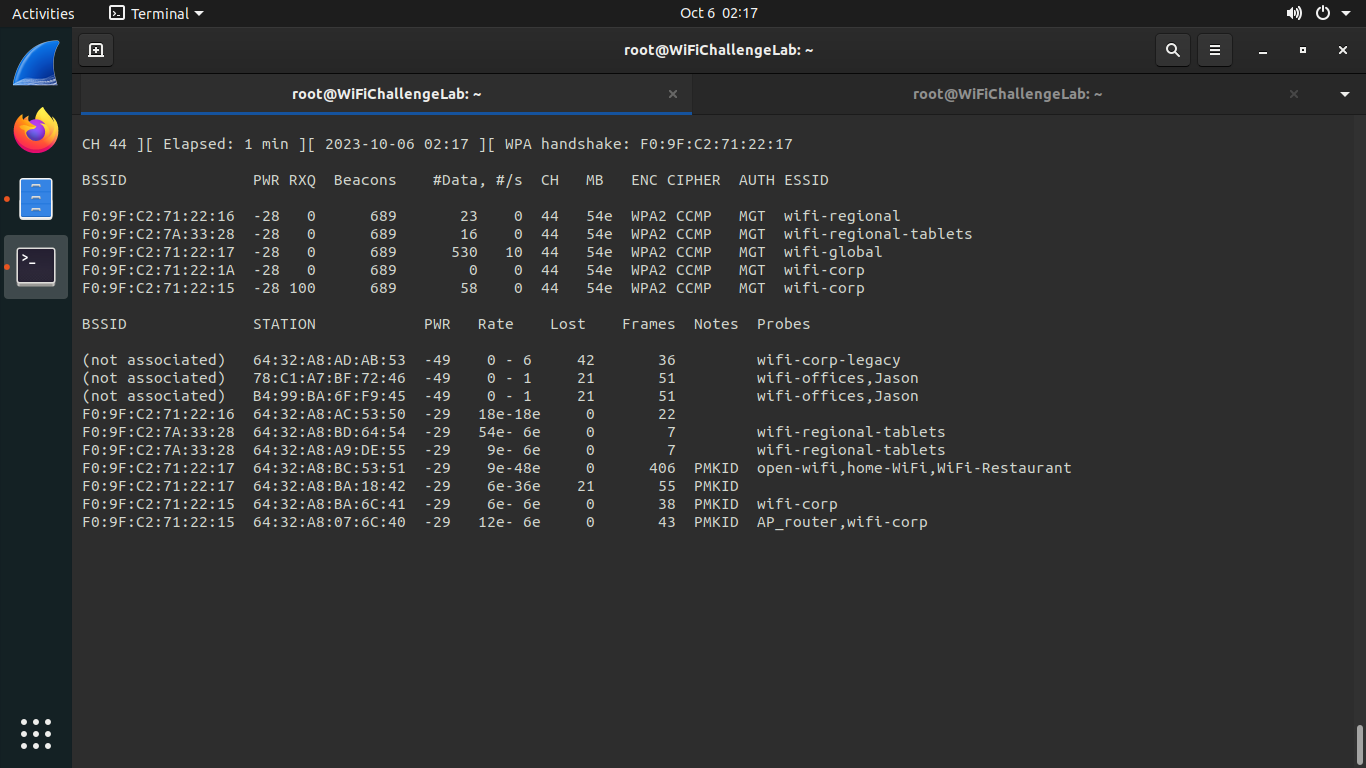 Activities Terminal Oct 6 02:17
root@WiFiChallengeLab: ~
root@WiFiChallengeLab: ~ root@WiFiChallengeLab: ~
CH 44 ][ Elapsed: 1 min ][ 2023-10-06 02:17 ][ WPA handshake: F0:9F:C2:71:22:17
BSSID PWR RXQ Beacons #Data, #/s CH MB ENC CIPHER AUTH ESSID
F0:9F:C2:71:22:16 -28 0 689 23 0 44 54e WPA2 CCMP MGT wifi-regional
F0:9F:C2:7A:33:28 -28 0 689 16 0 44 54e WPA2 CCMP MGT wifi-regional-tablets
F0:9F:C2:71:22:17 -28 0 689 530 10 44 54e WPA2 CCMP MGT wifi-global
F0:9F:C2:71:22:1A -28 0 689 0 0 44 54e WPA2 CCMP MGT wifi-corp
F0:9F:C2:71:22:15 -28 100 689 58 0 44 54e WPA2 CCMP MGT wifi-corp
BSSID STATION PWR Rate Lost Frames Notes Probes
(not associated) 64:32:A8:AD:AB:53 -49 0 - 6 42 36 wifi-corp-legacy
(not associated) 78:C1:A7:BF:72:46 -49 0 - 1 21 51 wifi-offices,Jason
(not associated) B4:99:BA:6F:F9:45 -49 0 - 1 21 51 wifi-offices,Jason
F0:9F:C2:71:22:16 64:32:A8:AC:53:50 -29 18e-18e 0 22
F0:9F:C2:7A:33:28 64:32:A8:BD:64:54 -29 54e- 6e 0 7 wifi-regional-tablets
F0:9F:C2:7A:33:28 64:32:A8:A9:DE:55 -29 9e- 6e 0 7 wifi-regional-tablets
F0:9F:C2:71:22:17 64:32:A8:BC:53:51 -29 9e-48e 0 406 PMKID open-wifi,home-WiFi,WiFi-Restaurant
F0:9F:C2:71:22:17 64:32:A8:BA:18:42 -29 6e-36e 21 55 PMKID
F0:9F:C2:71:22:15 64:32:A8:BA:6C:41 -29 6e- 6e 0 38 PMKID wifi-corp
F0:9F:C2:71:22:15 64:32:A8:07:6C:40 -29 12e- 6e 0 43 PMKID AP_router,wifi-corp